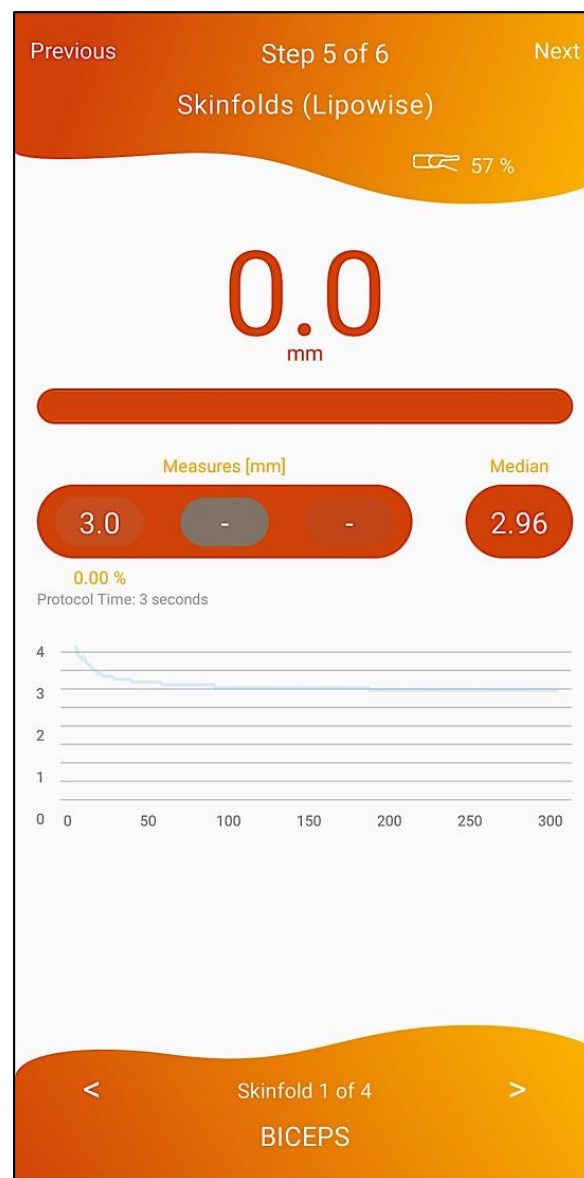 Previous Step 5 of 6 Next
Skinfolds (Lipowise)
57 %
0.0
mm
Measures [mm] Median
3.0 - - 2.96
0.00 %
Protocol Time: 3 seconds
4
3
2
1
0 0 50 100 150 200 250 300
< Skinfold 1 of 4 >
BICEPS